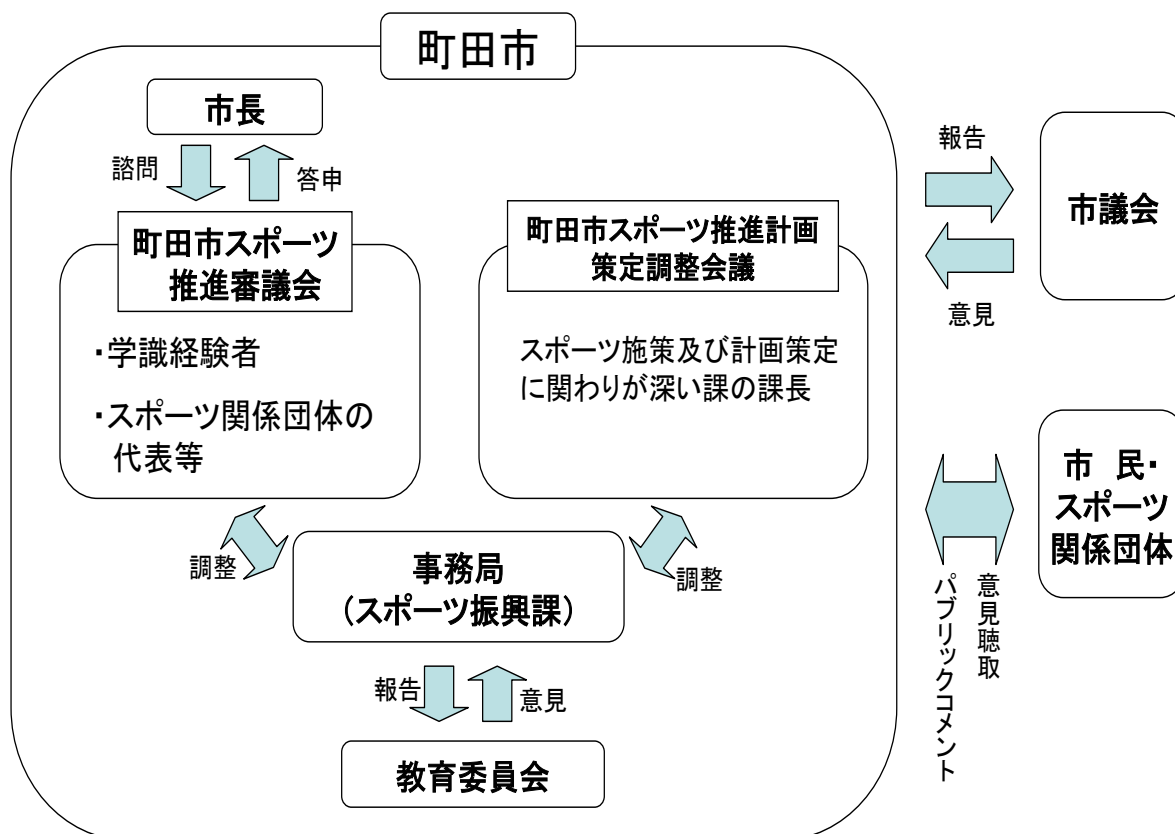 町田市
市長
諮問
答申
町田市スポーツ
推進審議会
・学識経験者
・スポーツ関係団体の
代表等
町田市スポーツ推進計画
策定調整会議
スポーツ施策及び計画策定
に関わりが深い課の課長
調整
調整
事務局
(スポーツ振興課)
報告
意見
教育委員会
報告
意見
市議会
市 民・
スポーツ
関係団体
意見聴取
パブリックコメント